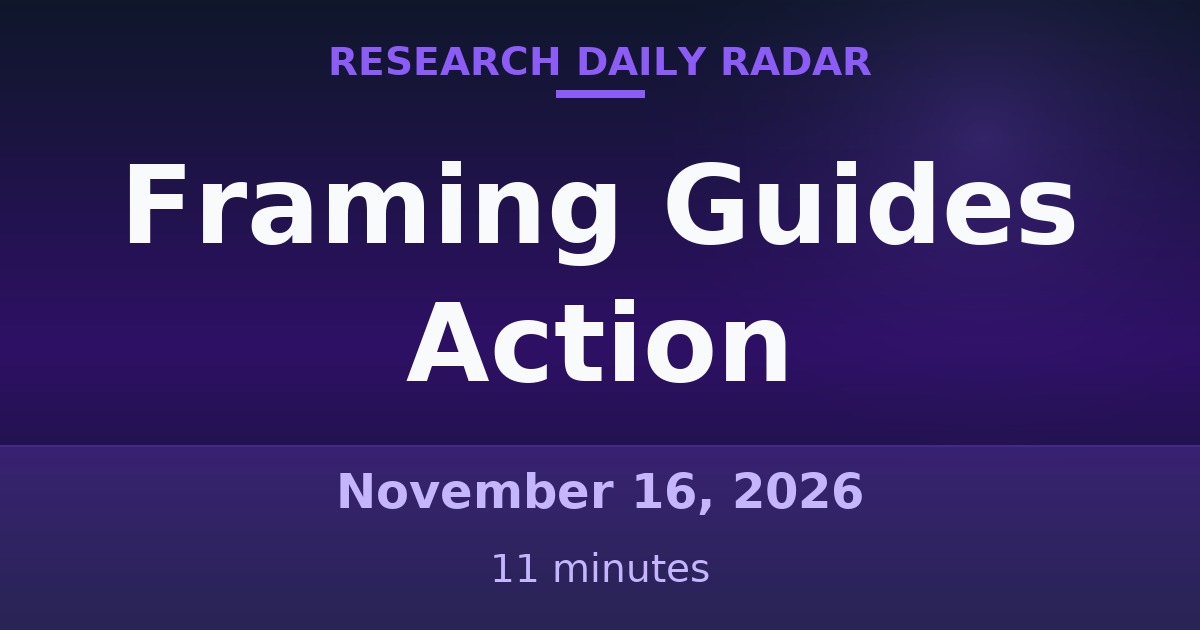 RESEARCH DAILY RADAR
Framing Guides
Action
November 16, 2026
11 minutes